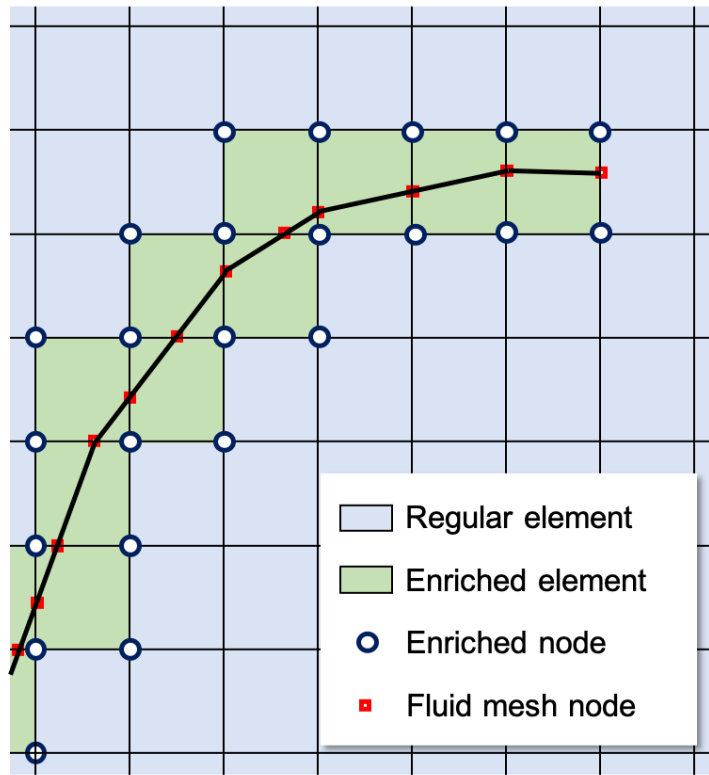 Regular element
Enriched element
Enriched node
Fluid mesh node